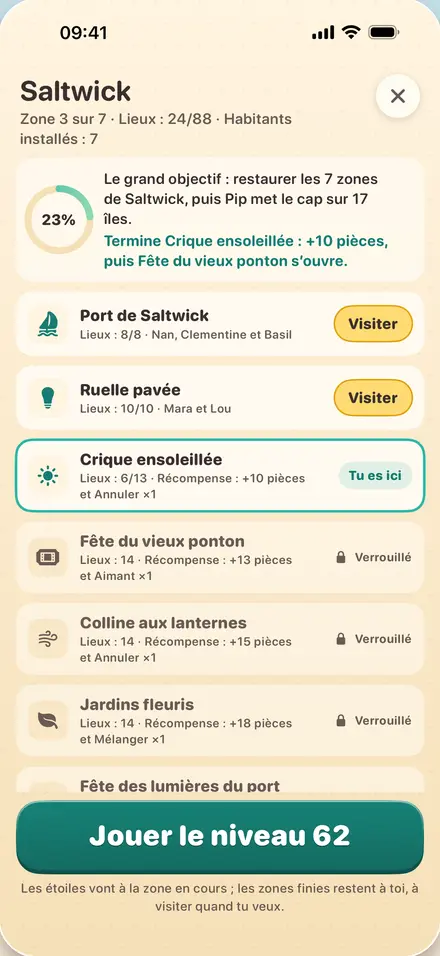 09:41
Saltwick
Zone 3 sur 7 · Lieux : 24/88 · Habitants
installés : 7
23%
Le grand objectif : restaurer les 7 zones
de Saltwick, puis Pip met le cap sur 17
îles.
Termine Crique ensoleillée : +10 pièces,
puis Fête du vieux ponton s’ouvre.
Port de Saltwick
Lieux : 8/8 · Nan, Clementine et Basil
Visiter
Ruelle pavée
Lieux : 10/10 · Mara et Lou
Visiter
Crique ensoleillée
Lieux : 6/13 · Récompense : +10 pièces
et Annuler ×1
Tu es ici
Fête du vieux ponton
Lieux : 14 · Récompense : +13 pièces
et Aimant ×1
Verrouillé
Colline aux lanternes
Lieux : 14 · Récompense : +15 pièces
et Annuler ×1
Verrouillé
Jardins fleuris
Lieux : 14 · Récompense : +18 pièces
et Mélanger ×1
Verrouillé
Fête des lumières du port
Jouer le niveau 62
Les étoiles vont à la zone en cours ; les zones finies restent à toi, à
visiter quand tu veux.